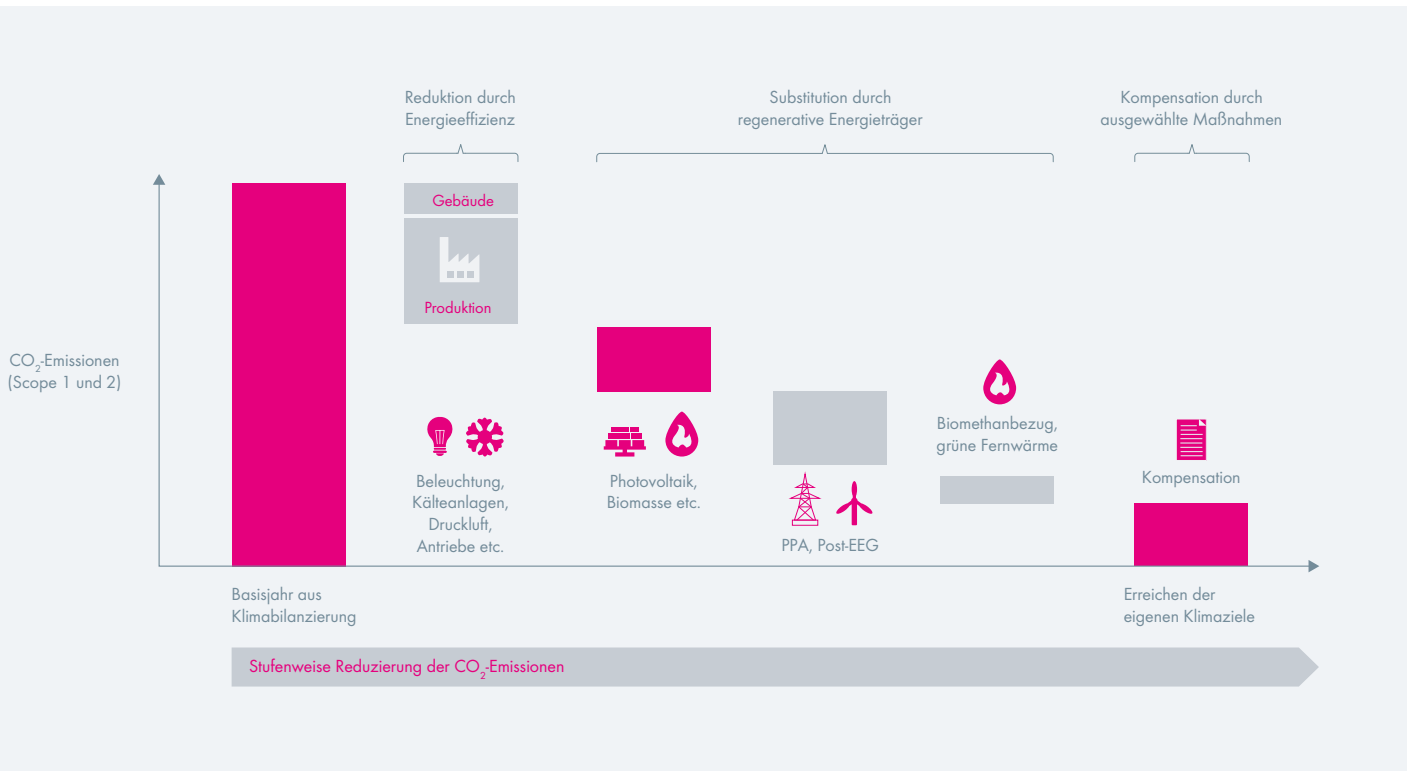 Reduktion durch
Energieeffizienz
Substitution durch
regenerative Energieträger
Kompensation durch
ausgewählte Maßnahmen
Gebäude
Produktion
CO₂-Emissionen
(Scope 1 und 2)
Beleuchtung,
Kälteanlagen,
Druckluft,
Antriebe etc.
Photovoltaik,
Biomasse etc.
PPA, Post-EEG
Biomethanbezug,
grüne Fernwärme
Kompensation
Basisjahr aus
Klimabilanzierung
Erreichen der
eigenen Klimaziele
Stufenweise Reduzierung der CO₂-Emissionen